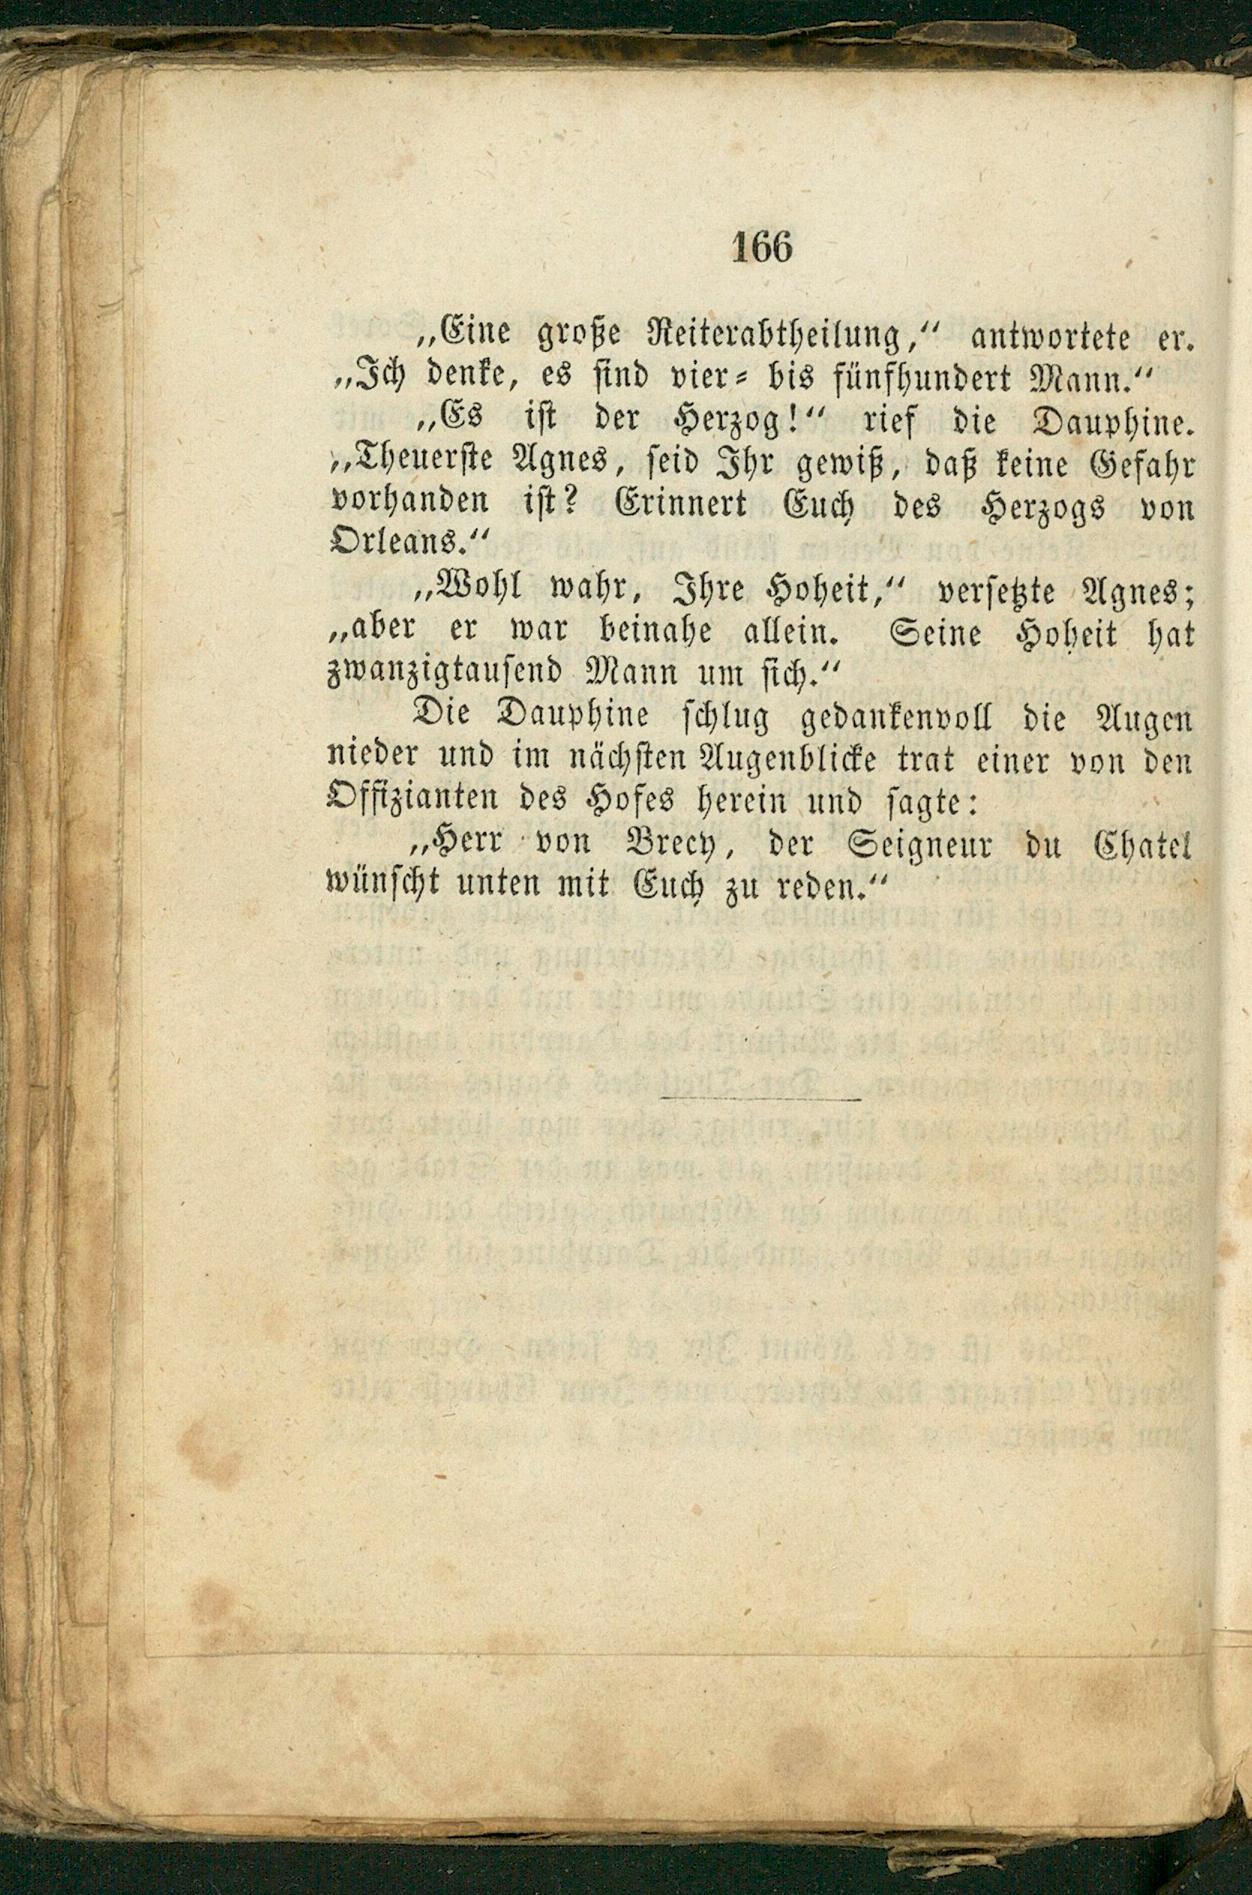 166
„Eine große Reiterabtheilung,“ antwortete er.
„Ich denke, es sind vier- bis fünfhundert Mann.“
„Es ist der Herzog!“ rief die Dauphine.
„Theuerste Agnes, seid Ihr gewiß, daß keine Gefahr
vorhanden ist? Erinnert Euch des Herzogs von
Orleans.“
„Wohl wahr, Ihre Hoheit,“ versetzte Agnes;
„aber er war beinahe allein. Seine Hoheit hat
zwanzigtausend Mann um sich.“
Die Dauphine schlug gedankenvoll die Augen
nieder und im nächsten Augenblicke trat einer von den
Offizianten des Hofes herein und sagte:
„Herr von Brecy, der Seigneur du Chatel
wünscht unten mit Euch zu reden.“